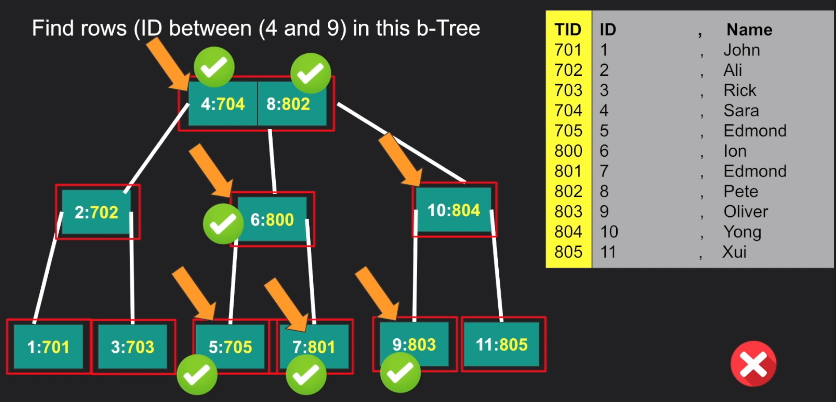 Find rows (ID between (4 and 9) in this b-Tree
4:704 8:802
2:702
6:800
10:804
1:701
3:703
5:705
7:801
9:803
11:805
TID ID , Name
701 1 , John
702 2 , Ali
703 3 , Rick
704 4 , Sara
705 5 , Edmond
800 6 , Ion
801 7 , Edmond
802 8 , Pete
803 9 , Oliver
804 10 , Yong
805 11 , Xui